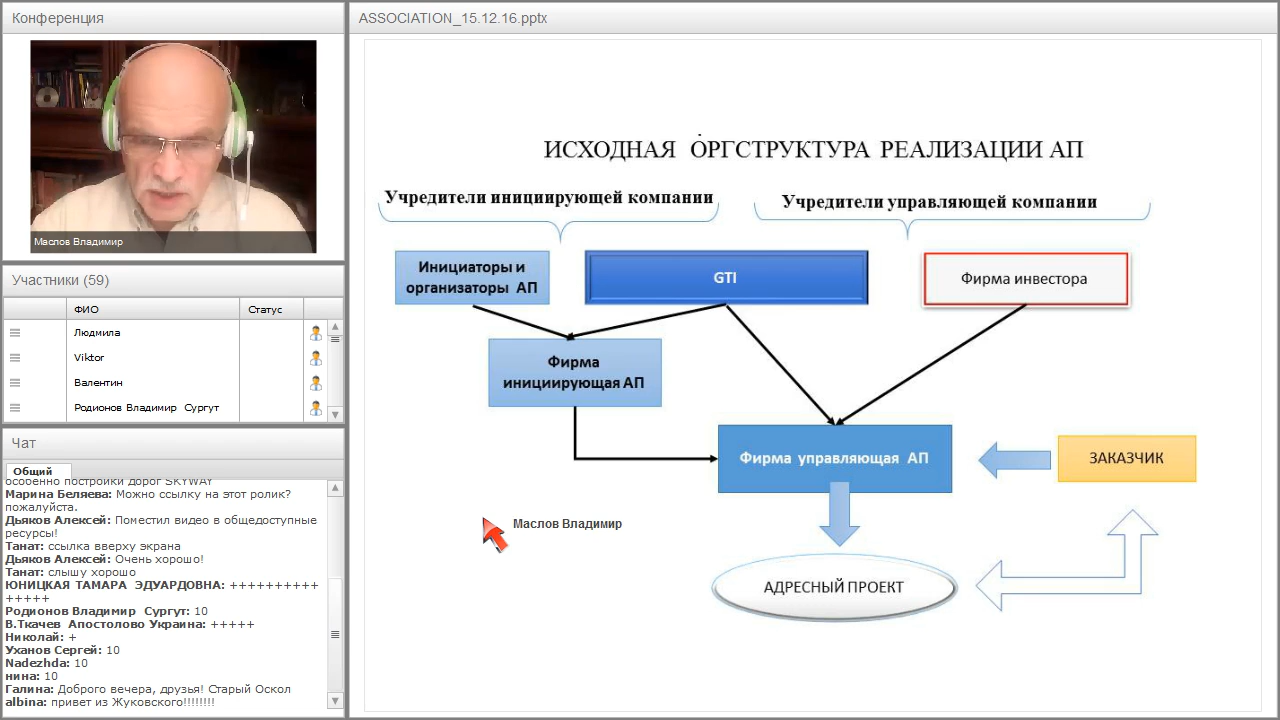 Конференция
Маслов Владимир
Участники (59)
ФИО
Статус
Людмила
Viktor
Валентин
Родионов Владимир Сургут
Чат
Общий
особенно постройки дорог SKYWAY
Марина Беляева: Можно ссылку на этот ролик?
пожалуйста.
Дьяков Алексей: Поместил видео в общедоступные
ресурсы!
Танат: ссылка вверху экрана
Дьяков Алексей: Очень хорошо!
Танат: слышу хорошо
ЮНИЦКАЯ ТАМАРА ЭДУАРДОВНА: ++++++++++
+++++
Родионов Владимир Сургут: 10
В.Ткачев Апостолово Украина: +++++
Николай: +
Уханов Сергей: 10
Nadezhda: 10
нина: 10
Галина: Доброго вечера, друзья! Старый Оскол
albina: привет из Жуковского!!!!!!!!
ASSOCIATION_15.12.16.pptx
ИСХОДНАЯ ОРГСТРУКТУРА РЕАЛИЗАЦИИ АП
Учредители инициирующей компании
Учредители управляющей компании
Инициаторы и
организаторы АП
GTI
Фирма инвестора
Фирма
инициирующая АП
Фирма управляющая АП
ЗАКАЗЧИК
Маслов Владимир
АДРЕСНЫЙ ПРОЕКТ